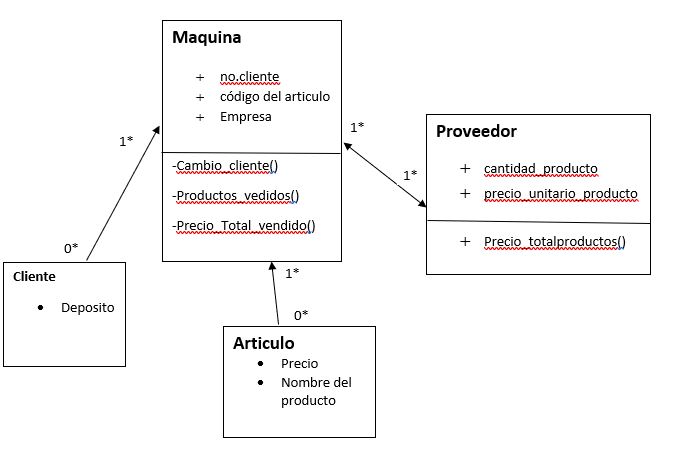 Maquina
+ no.cliente
+ código del articulo
+ Empresa
-Cambio_cliente()
-Productos_vedidos()
-Precio_Total_vendido()
1*
1*
Proveedor
+ cantidad_producto
+ precio_unitario_producto
+ Precio_totalproductos()
1*
0*
Cliente
• Deposito
1*
0*
Articulo
• Precio
• Nombre del
producto